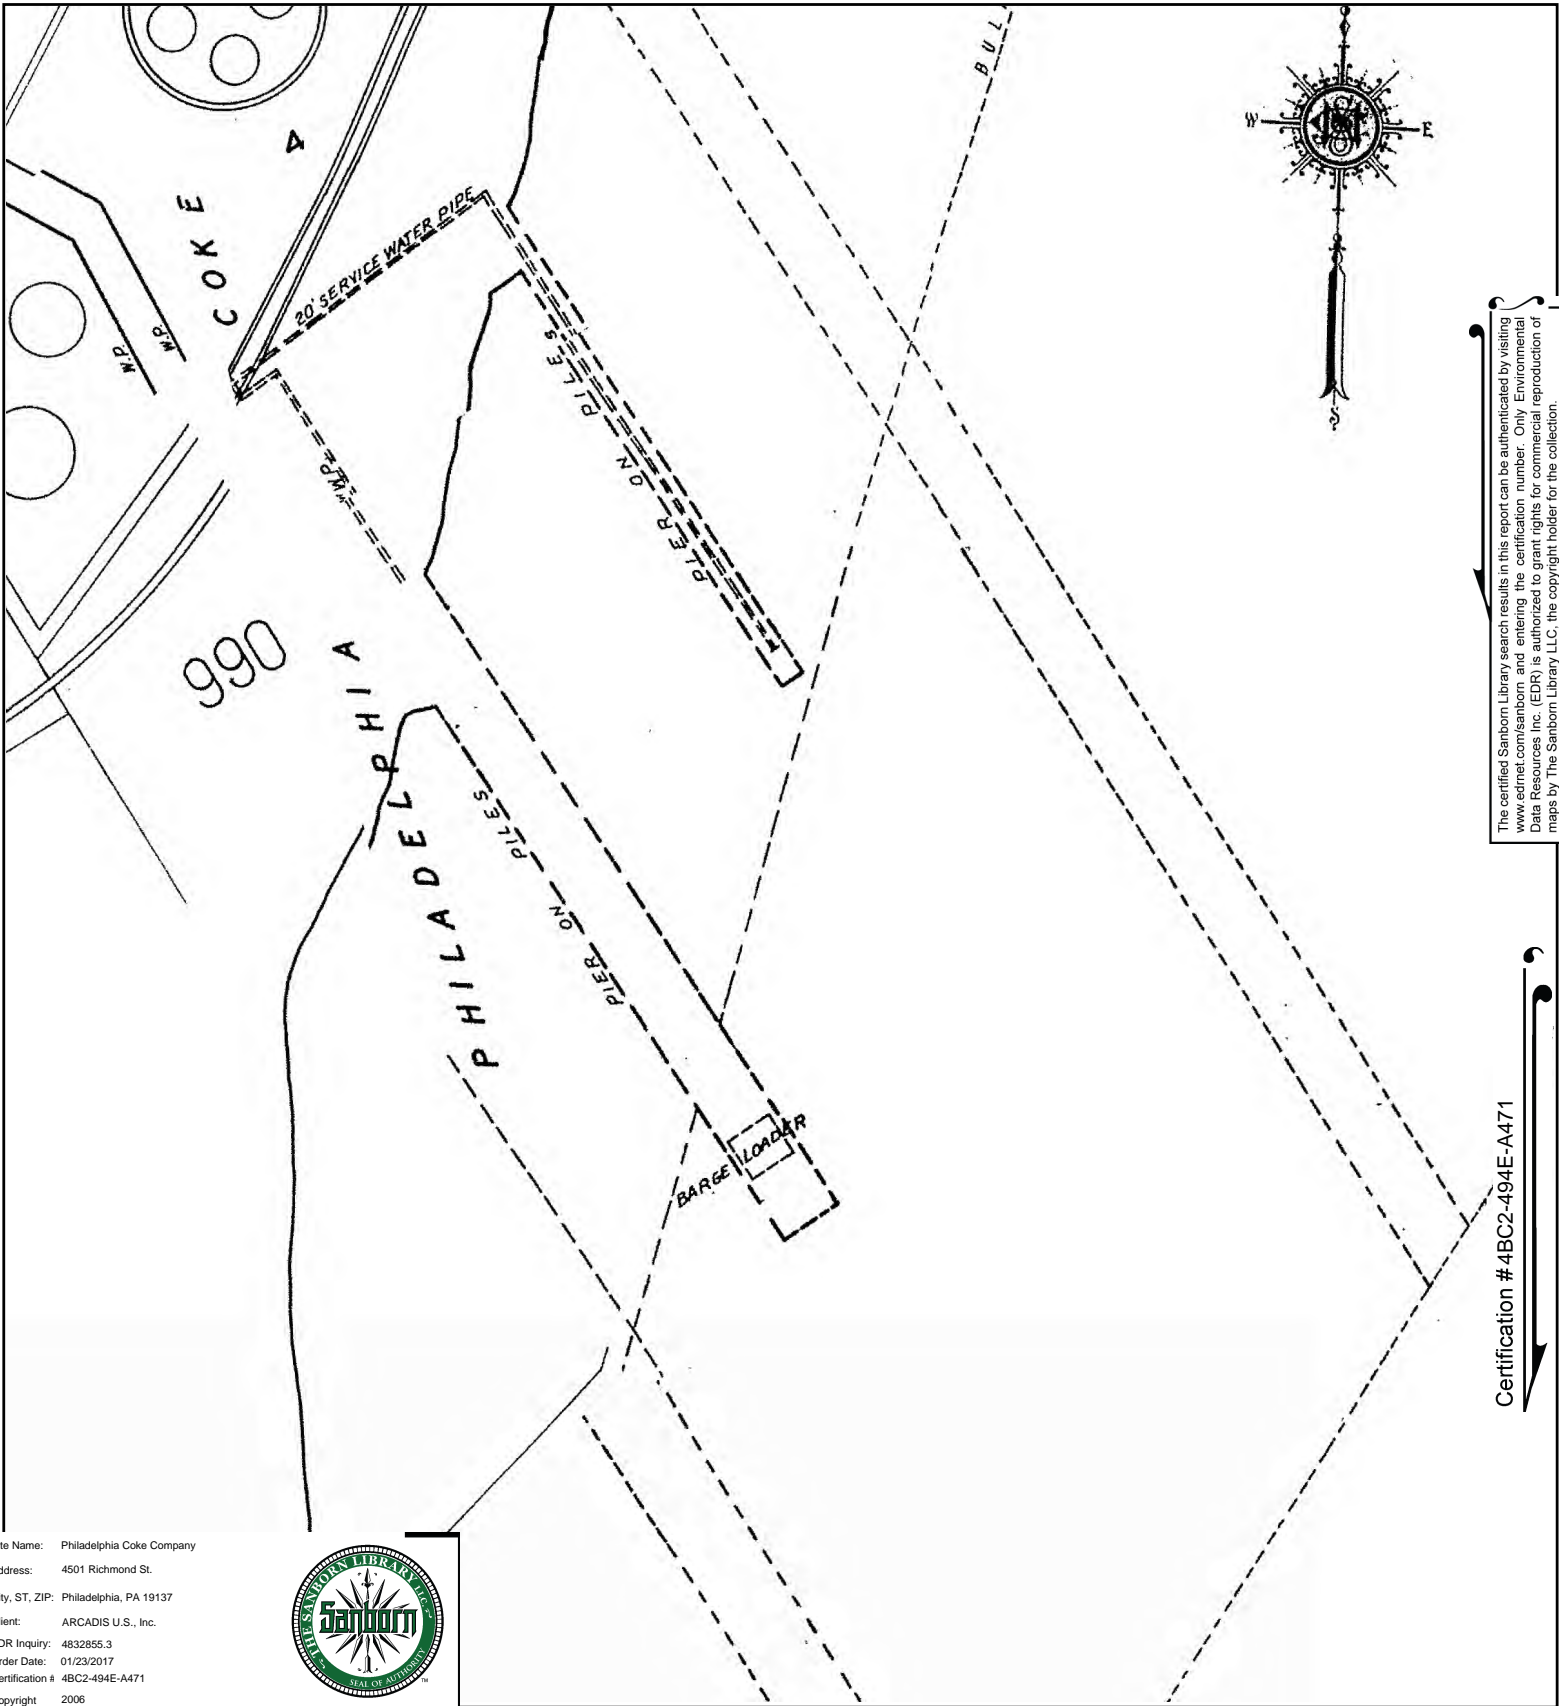 BUL
W
E
S
4
COKE
W.P.
W.P.
20' SERVICE WATER PIPE
"W.P."
PIER ON PILES
990
PHILADELPHIA
PIER ON PILES
BARGE LOADER
The certified Sanborn Library search results in this report can be authenticated by visiting
www.edrnet.com/sanborn and entering the certification number. Only Environmental
Data Resources Inc. (EDR) is authorized to grant rights for commercial reproduction of
maps by The Sanborn Library LLC, the copyright holder for the collection.
Certification # 4BC2-494E-A471
te Name: Philadelphia Coke Company
ddress: 4501 Richmond St.
ity, ST, ZIP: Philadelphia, PA 19137
ient: ARCADIS U.S., Inc.
DR Inquiry: 4832855.3
rder Date: 01/23/2017
ertification # 4BC2-494E-A471
opyright 2006
THE SANBORN LIBRARY LLC.
Sanborn
SEAL OF AUTHORITY
™